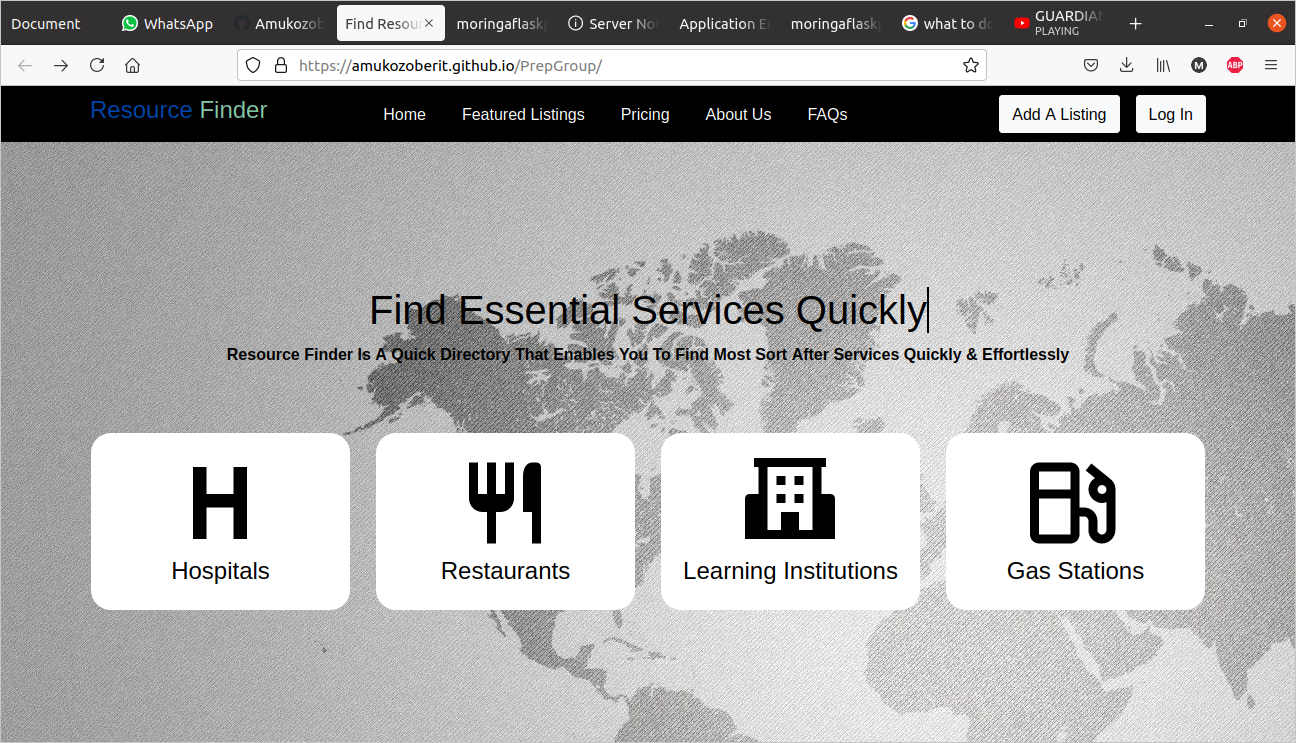 Document WhatsApp Amukozob Find Resou moringaflask Server No Application E moringaflask what to do GUARDIAN
PLAYING
https://amukozoberit.github.io/PrepGroup/ M ABP
Resource Finder Home Featured Listings Pricing About Us FAQs Add A Listing Log In
Find Essential Services Quickly
Resource Finder Is A Quick Directory That Enables You To Find Most Sort After Services Quickly & Effortlessly
H
Hospitals Restaurants Learning Institutions Gas Stations